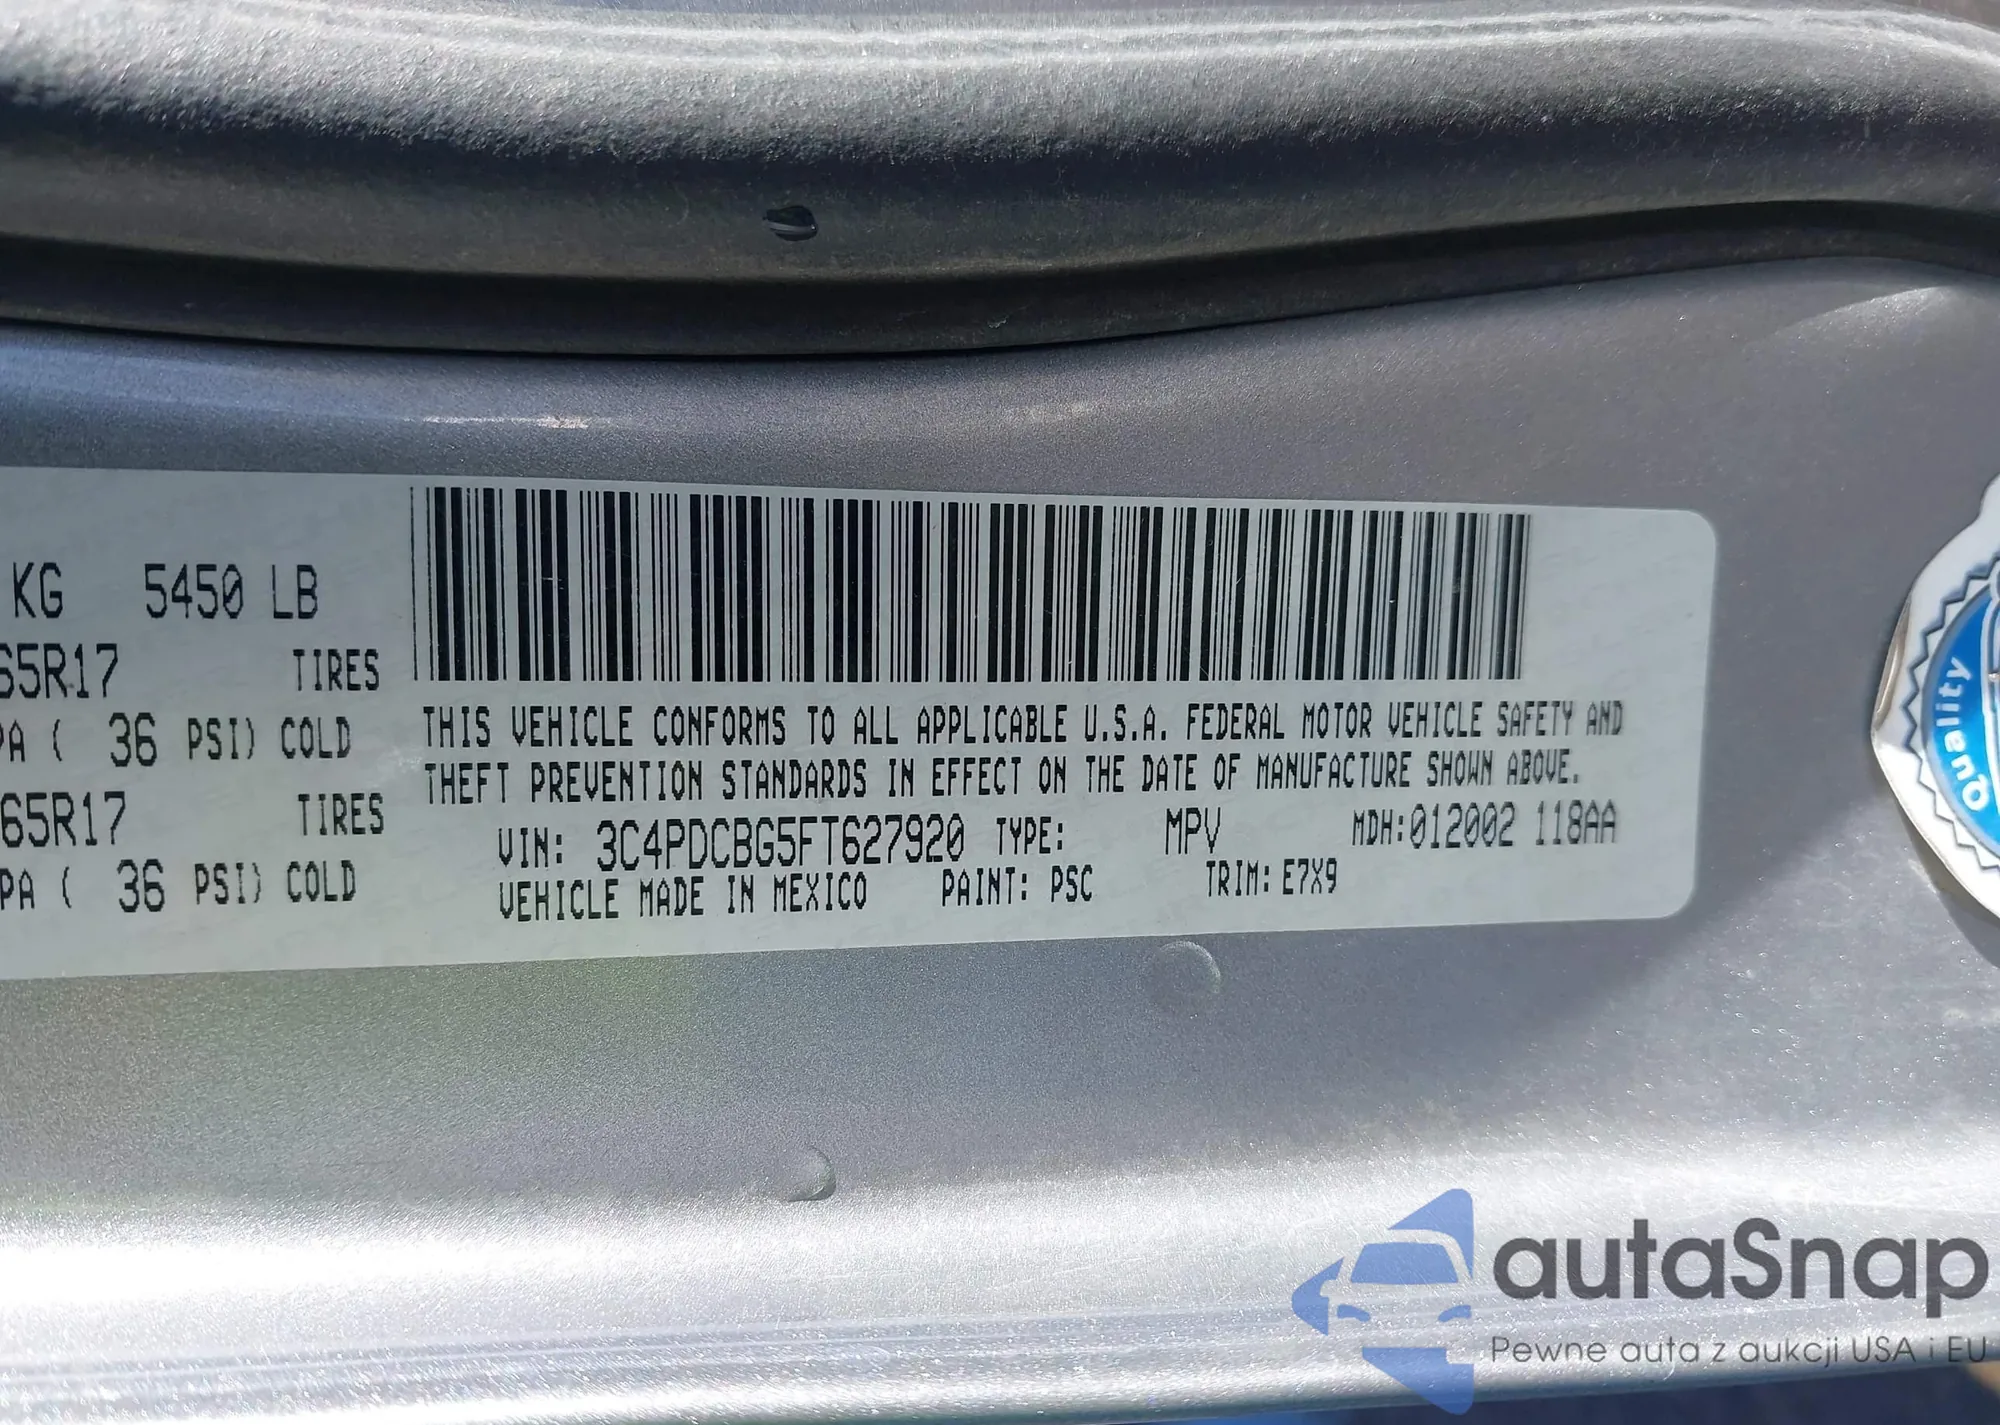 KG 5450 LB
65R17 TIRES
PA ( 36 PSI) COLD
65R17 TIRES
PA ( 36 PSI) COLD
THIS VEHICLE CONFORMS TO ALL APPLICABLE U.S.A. FEDERAL MOTOR VEHICLE SAFETY AND
THEFT PREVENTION STANDARDS IN EFFECT ON THE DATE OF MANUFACTURE SHOWN ABOVE.
VIN: 3C4PDCBG5FT627920 TYPE: MPV MDH:012002 118AA
VEHICLE MADE IN MEXICO PAINT: PSC TRIM: E7X9
Quality
autaSnap
Pewne auta z aukcji USA i EU